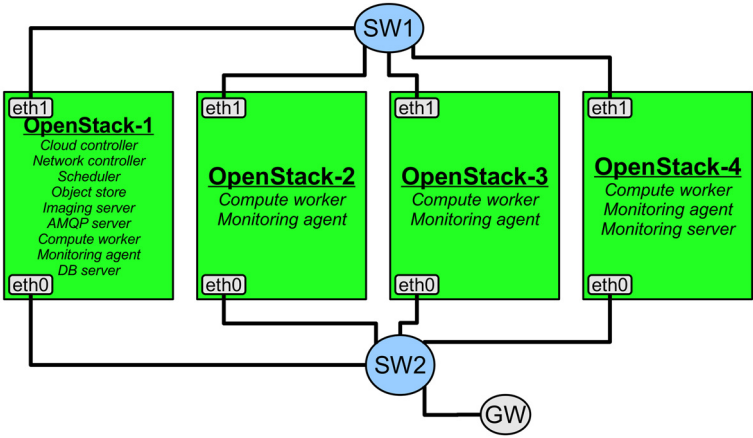 SW1
eth1
OpenStack-1
Cloud controller
Network controller
Scheduler
Object store
Imaging server
AMQP server
Compute worker
Monitoring agent
DB server
eth0
eth1
OpenStack-2
Compute worker
Monitoring agent
eth0
eth1
OpenStack-3
Compute worker
Monitoring agent
eth0
eth1
OpenStack-4
Compute worker
Monitoring agent
Monitoring server
eth0
SW2
GW